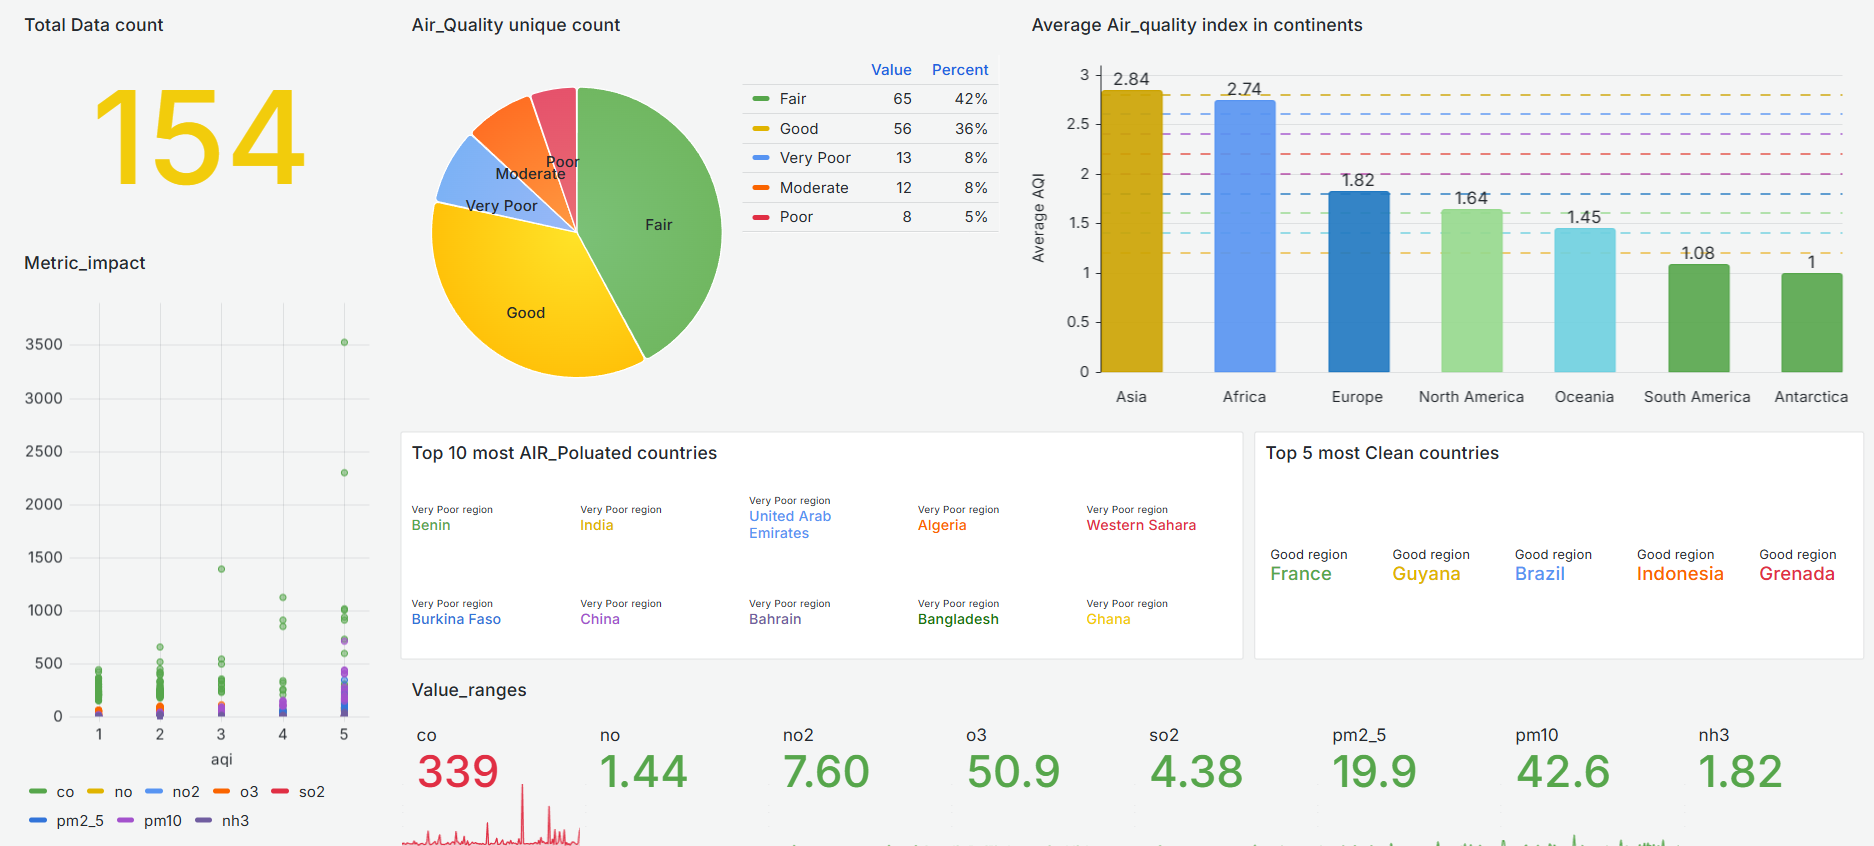 Total Data count
154
Air_Quality unique count
Value Percent
Fair 65 42%
Good 56 36%
Very Poor 13 8%
Moderate 12 8%
Poor 8 5%
Poor
Moderate
Very Poor
Fair
Good
Average Air_quality index in continents
Average AQI
3
2.5
2
1.5
1
0.5
0
2.84
2.74
1.82
1.64
1.45
1.08
1
Asia
Africa
Europe
North America
Oceania
South America
Antarctica
Metric_impact
3500
3000
2500
2000
1500
1000
500
0
1 2 3 4 5
aqi
co no no2 o3 so2
pm2_5 pm10 nh3
Top 10 most AIR_Poluated countries
Very Poor region
Benin
Very Poor region
India
Very Poor region
United Arab
Emirates
Very Poor region
Algeria
Very Poor region
Western Sahara
Very Poor region
Burkina Faso
Very Poor region
China
Very Poor region
Bahrain
Very Poor region
Bangladesh
Very Poor region
Ghana
Top 5 most Clean countries
Good region
France
Good region
Guyana
Good region
Brazil
Good region
Indonesia
Good region
Grenada
Value_ranges
co
339
no
1.44
no2
7.60
o3
50.9
so2
4.38
pm2_5
19.9
pm10
42.6
nh3
1.82